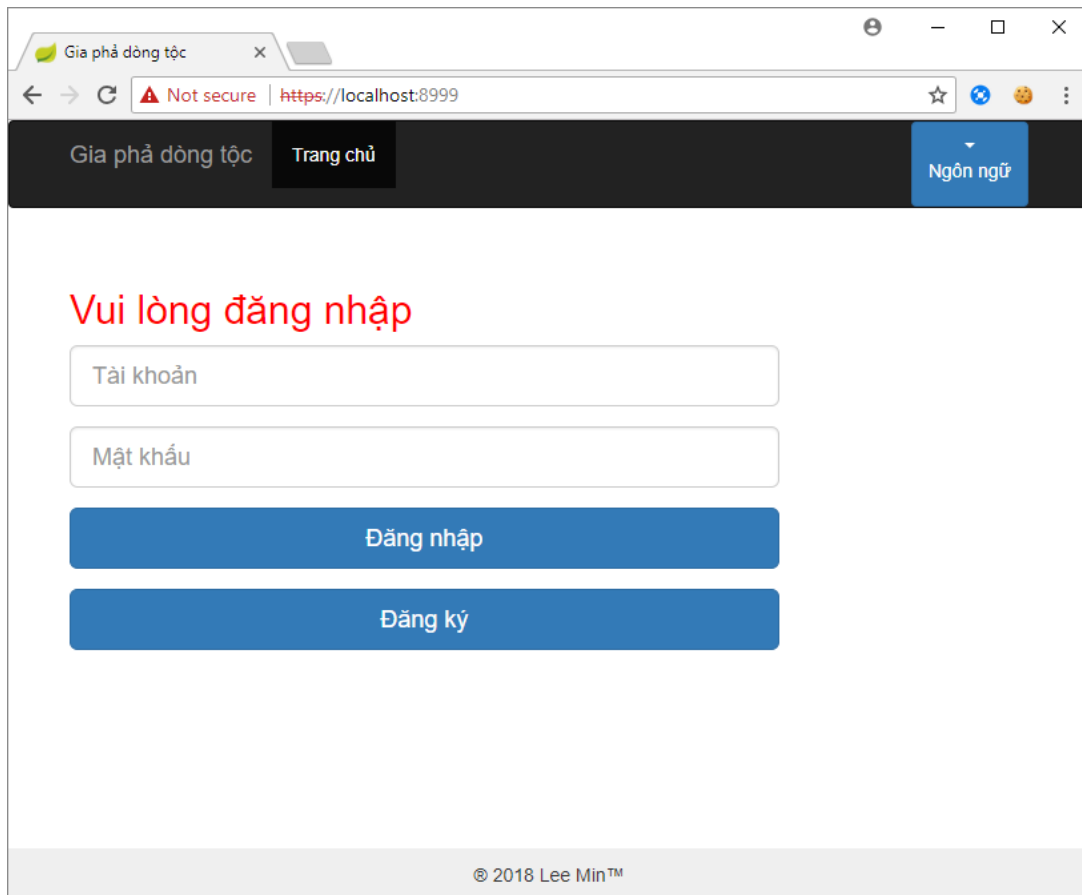 Gia phả dòng tộc
Not secure https://localhost:8999
Gia phả dòng tộc Trang chủ Ngôn ngữ
Vui lòng đăng nhập
Tài khoản
Mật khẩu
Đăng nhập
Đăng ký
® 2018 Lee Min™